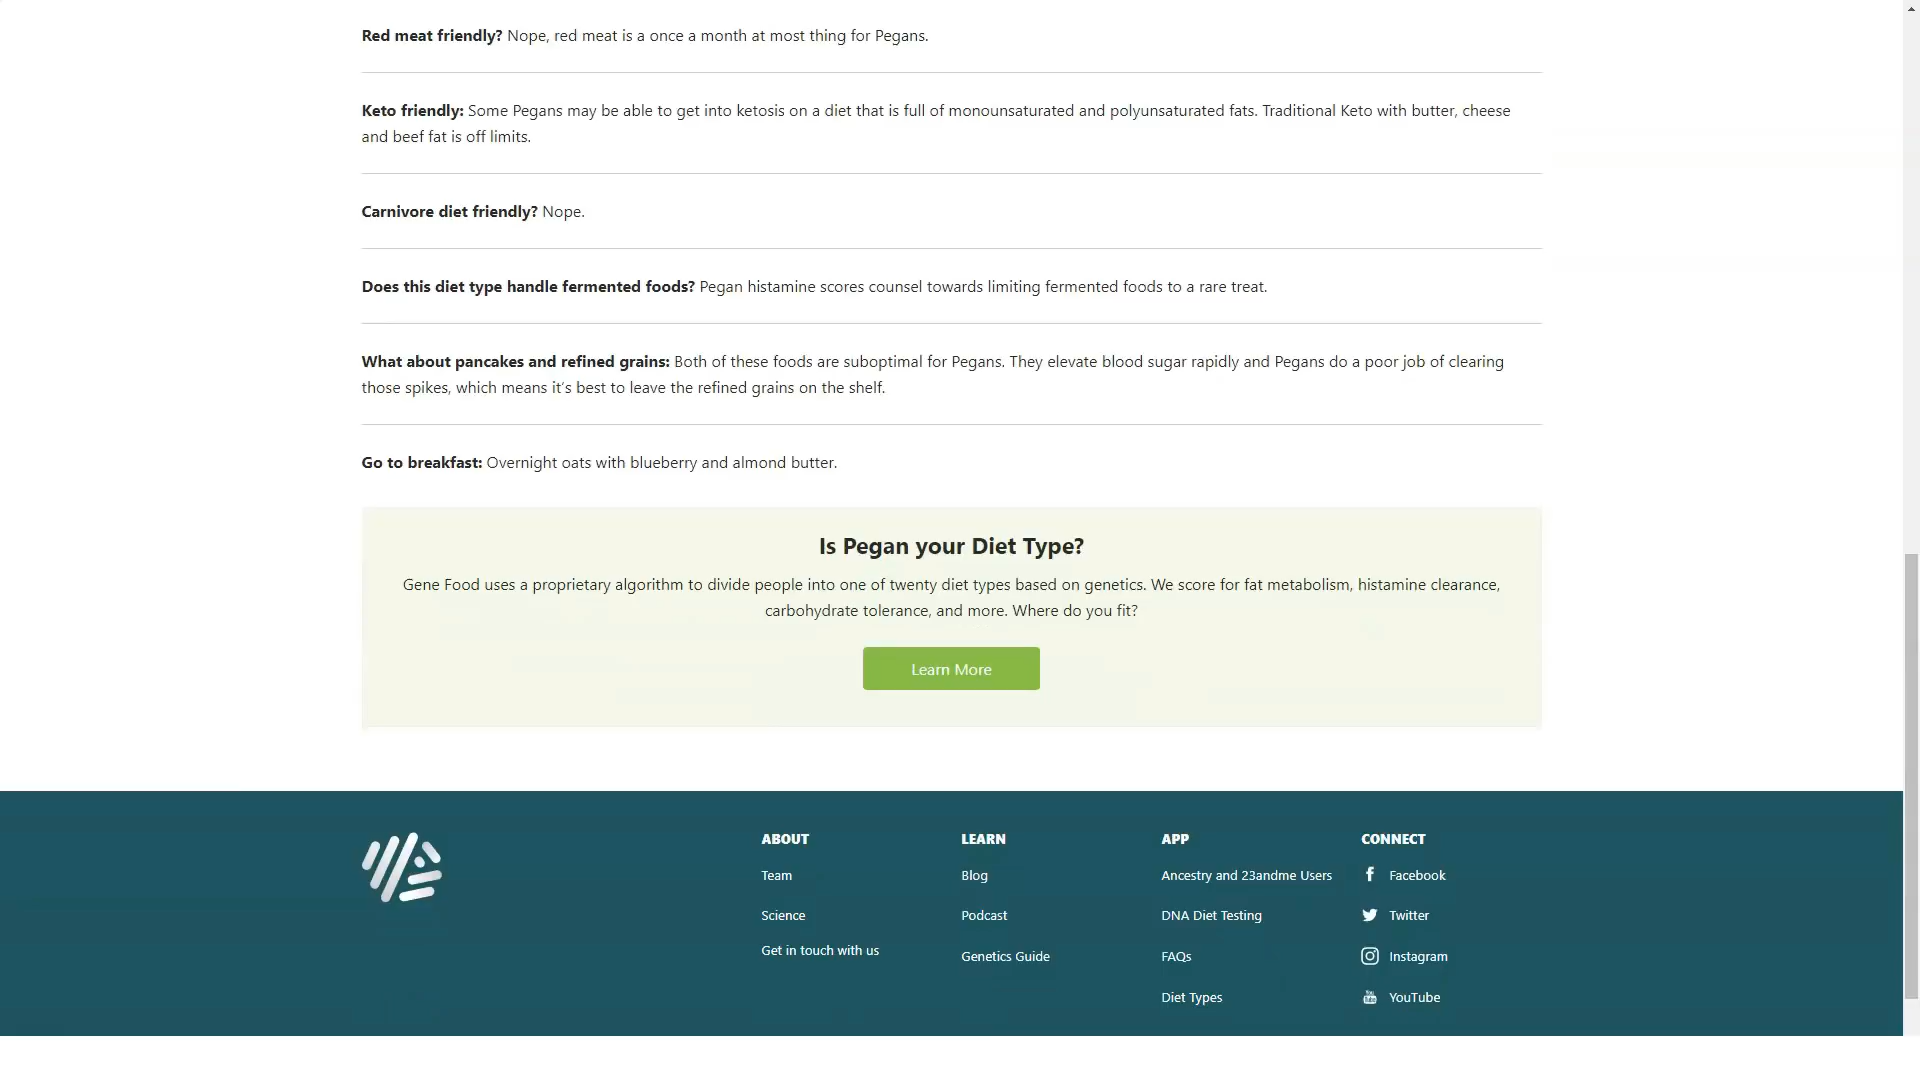 Red meat friendly? Nope, red meat is a once a month at most thing for Pegans.
Keto friendly: Some Pegans may be able to get into ketosis on a diet that is full of monounsaturated and polyunsaturated fats. Traditional Keto with butter, cheese
and beef fat is off limits.
Carnivore diet friendly? Nope.
Does this diet type handle fermented foods? Pegan histamine scores counsel towards limiting fermented foods to a rare treat.
What about pancakes and refined grains: Both of these foods are suboptimal for Pegans. They elevate blood sugar rapidly and Pegans do a poor job of clearing
those spikes, which means it’s best to leave the refined grains on the shelf.
Go to breakfast: Overnight oats with blueberry and almond butter.
Is Pegan your Diet Type?
Gene Food uses a proprietary algorithm to divide people into one of twenty diet types based on genetics. We score for fat metabolism, histamine clearance,
carbohydrate tolerance, and more. Where do you fit?
Learn More
ABOUT
Team
Science
Get in touch with us
LEARN
Blog
Podcast
Genetics Guide
APP
Ancestry and 23andme Users
DNA Diet Testing
FAQs
Diet Types
CONNECT
Facebook
Twitter
Instagram
YouTube